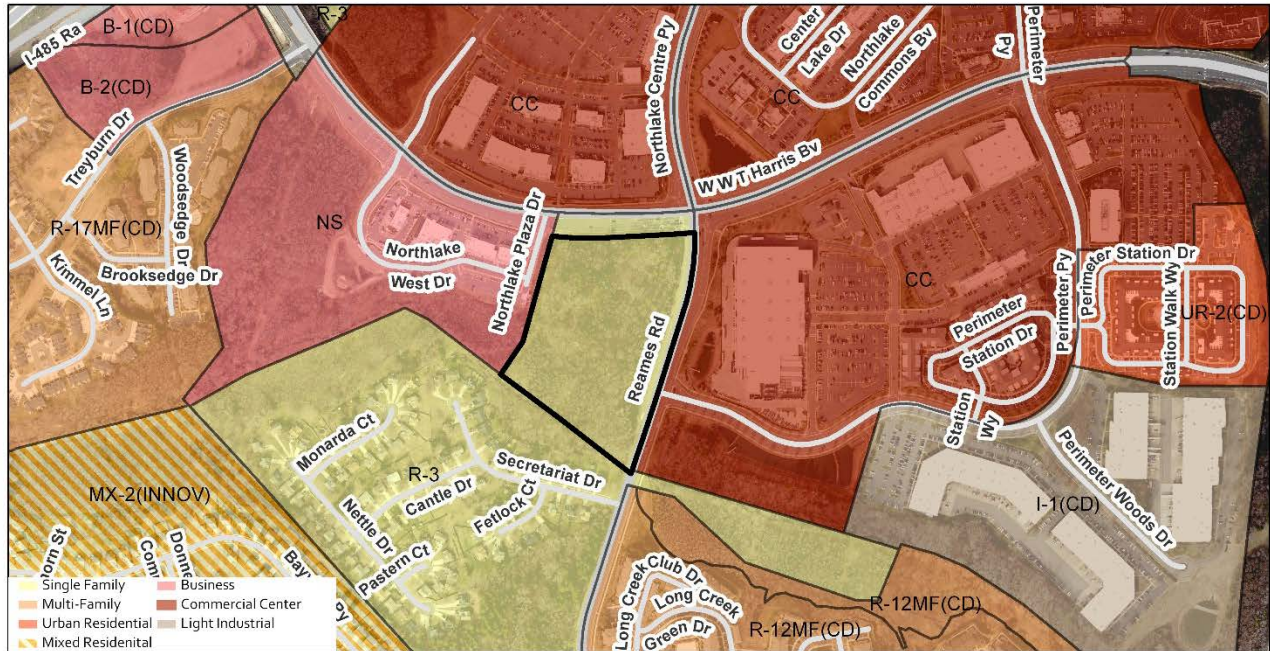 R-3
B-1(CD)
I-485 Ra
B-2(CD)
Treyburn Dr
Woodsedge Dr
R-17MF(CD)
Brooksedge Dr
Kimmel Ln
NS
Northlake
West Dr
Northlake Plaza Dr
CC
Northlake Centre Py
Center
Lake Dr
Northlake
Commons Bv
CC
Perimeter
Py
W W T Harris Bv
CC
Reames Rd
Perimeter Py
Perimeter Station Dr
Station Walk Wy
UR-2(CD)
Perimeter
Station Dr
Station
Wy
Perimeter Woods Dr
I-1(CD)
Monarda Ct
R-3
Secretariat Dr
Cantle Dr
Fetlock Ct
Nettle Dr
Pastern Ct
MX-2(INNOV)
Long Creek
Club Dr
Long Creek
Green Dr
R-12MF(CD)
R-12MF(CD)
Single Family
Multi-Family
Urban Residential
Mixed Residenital
Business
Commercial Center
Light Industrial